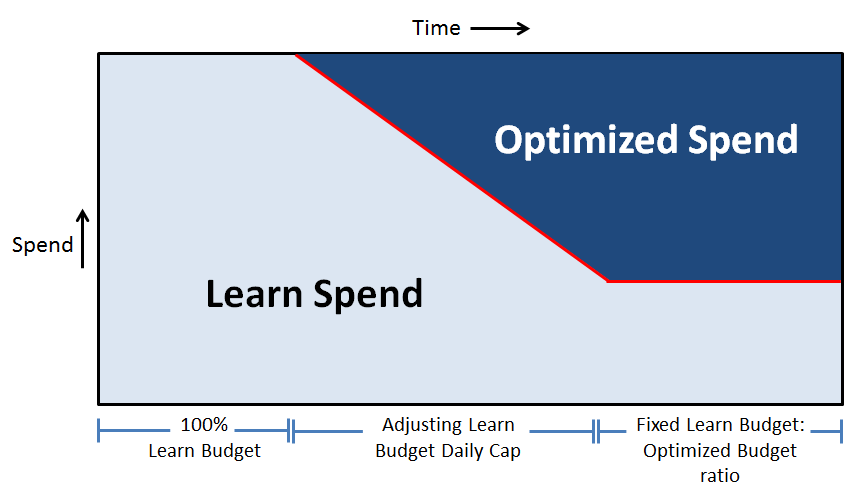 Time
Optimized Spend
Spend
Learn Spend
100%
Learn Budget
Adjusting Learn
Budget Daily Cap
Fixed Learn Budget:
Optimized Budget
ratio